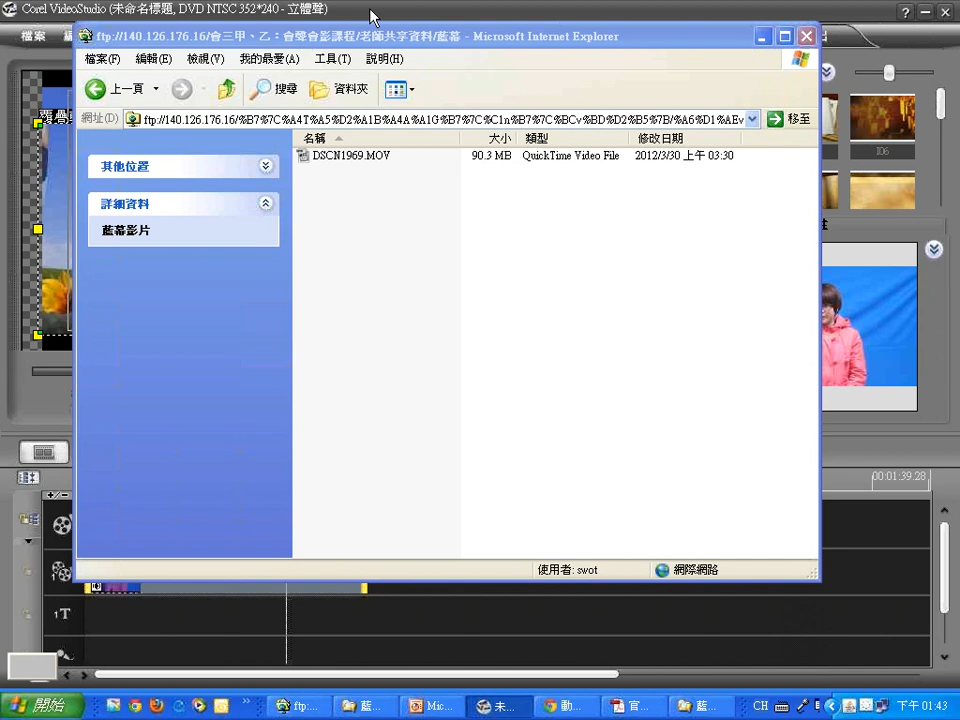 Corel VideoStudio (未命名標題, DVD NTSC 352*240 - 立體聲)
檔案
ftp://140.126.176.16/會三甲、乙：會聲會影課程/老師共享資料/藍幕 - Microsoft Internet Explorer
檔案(F) 編輯(E) 檢視(V) 我的最愛(A) 工具(T) 說明(H)
上一頁 搜尋 資料夾
網址(D) ftp://140.126.176.16/%B7%7C%A4T%A5%D2%A1B%A4A%A1G%B7%7C%C1n%B7%7C%BCv%BD%D2%B5%7B/%A6%D1%AEv 移至
名稱 大小 類型 修改日期
DSCN1969.MOV 90.3 MB QuickTime Video File 2012/3/30 上午 03:30
其他位置
詳細資料
藍幕影片
I06
00:01:39.28
使用者: swot 網際網路
1T
開始 ftp:... 藍... Mic... 未... 動... 官... 藍... CH 下午 01:43